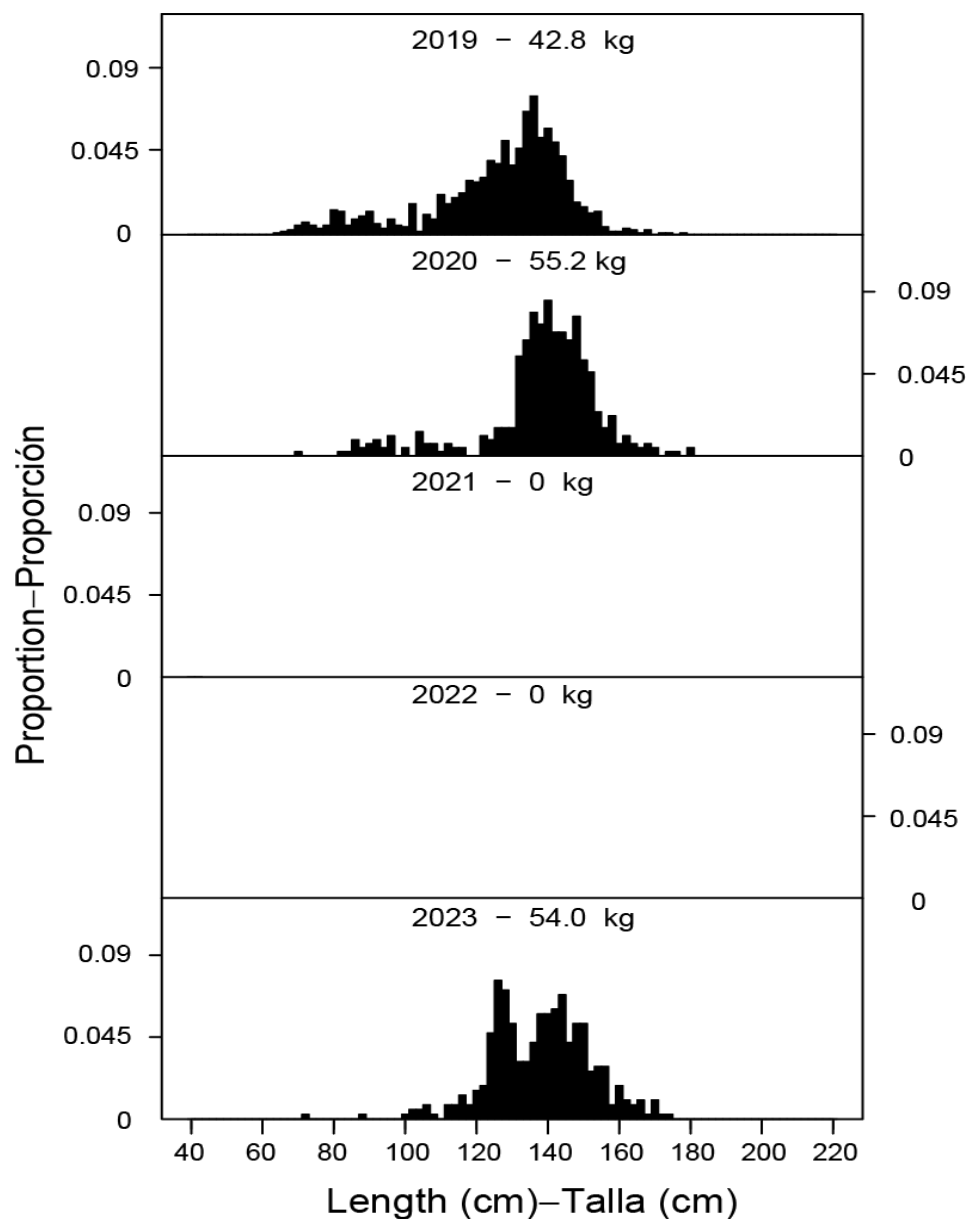 2019 – 42.8 kg
0.09
0.045
0
2020 – 55.2 kg
0.09
0.045
0
2021 – 0 kg
0.09
0.045
0
2022 – 0 kg
0.09
0.045
0
2023 – 54.0 kg
0.09
0.045
0
40 60 80 100 120 140 160 180 200 220
Length (cm)–Talla (cm)
Proportion–Proporción